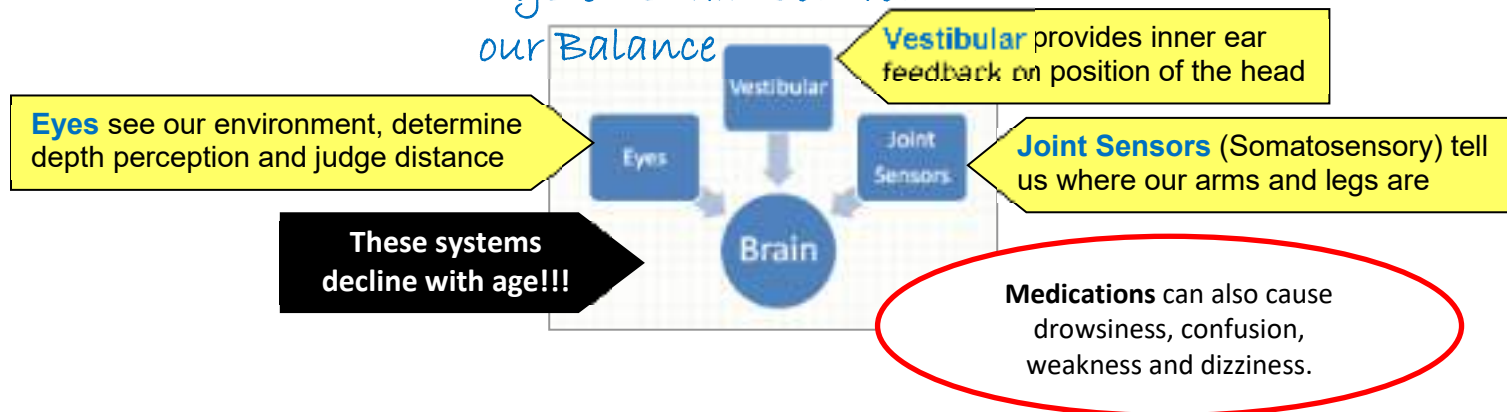 our Balance
Vestibular provides inner ear
feedback on position of the head
Vestibular
Eyes see our environment, determine
depth perception and judge distance
Eyes
Joint
Sensors
Joint Sensors (Somatosensory) tell
us where our arms and legs are
These systems
decline with age!!!
Brain
Medications can also cause
drowsiness, confusion,
weakness and dizziness.